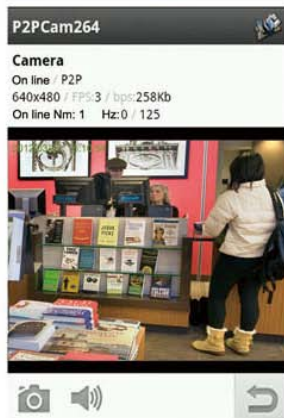 P2PCam264
Camera
On line / P2P
640x480 / FPS:3 / bps:258Kb
On line Nm: 1 Hz:0 / 125